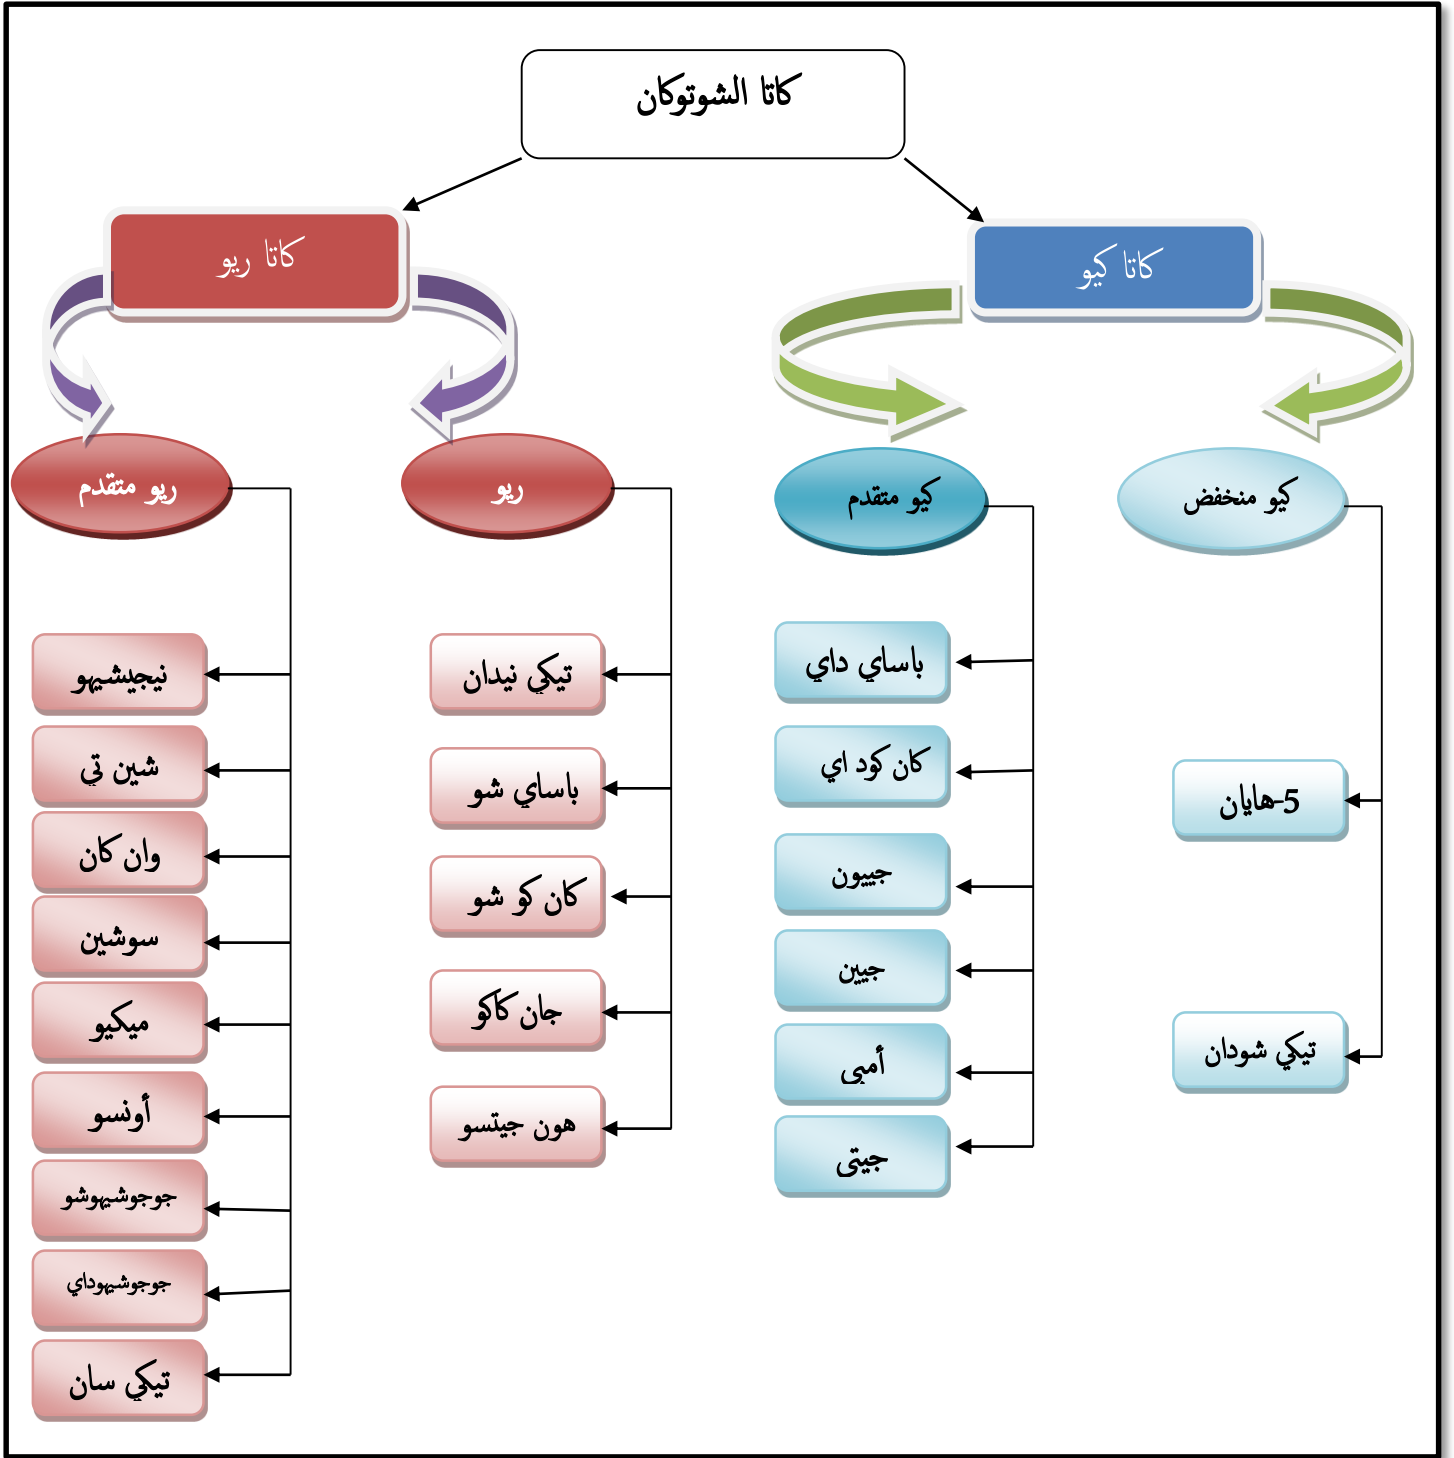 كاتا الشوتوكان
كاتا كيو
كاتا ريو
كيو منخفض
كيو متقدم
ريو
ريو متقدم
5-هايان
تيكي شودان
باساي داي
كان كود اي
جييون
جيين
أمبي
جيتي
تيكي نيدان
باساي شو
كان كو شو
جان كاكو
هون جيتسو
نيجيشيهو
شين تي
وان كان
سوشين
ميكيو
أونسو
جوجوشيهوشو
جوجوشيهوداي
تيكي سان